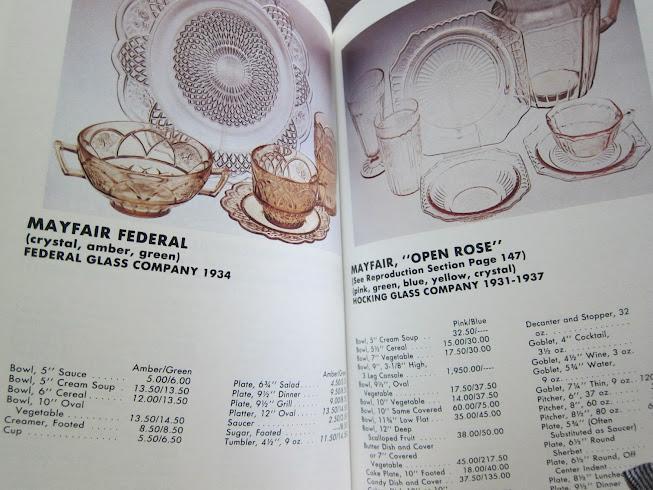 MAYFAIR FEDERAL
(crystal, amber, green)
FEDERAL GLASS COMPANY 1934
Amber/Green
Bowl, 5" Sauce 5.00/6.00
Bowl, 5" Cream Soup 13.50/13.50
Bowl, 6" Cereal 12.00/13.50
Bowl, 10" Oval
Vegetable 13.50/14.50
Creamer, Footed 8.50/8.50
Cup 5.50/6.50
Amber/Gr
Plate, 6¾" Salad 4.50
Plate, 9½" Dinner
Plate, 9½" Grill
Platter, 12" Oval 13.50
Saucer 2.50
Sugar, Footed
Tumbler, 4½", 9 oz. 11.50
MAYFAIR, "OPEN ROSE"
(See Reproduction Section Page 147)
(pink, green, blue, yellow, crystal)
HOCKING GLASS COMPANY 1931-1937
Pink/Blue
Bowl, 5" Cream Soup 32.50/----
Bowl, 5½" Cereal 15.00/30.00
Bowl, 7" Vegetable 17.50/30.00
Bowl, 9", 3-1/8" High,
3 Leg Console 1,950.00/----
Bowl, 9½", Oval
Vegetable 17.50/37.50
Bowl, 10" Vegetable 14.00/37.50
Bowl, 10" Same Covered 60.00/75.00
Bowl, 11¾" Low Flat 35.00/45.00
Bowl, 12" Deep
Scalloped Fruit 38.00/50.00
Butter Dish and Cover
or 7" Covered
Vegetable 45.00/217.50
Cake Plate, 10" Footed 18.00/40.00
Candy Dish and Cover 37.50/135.00
Decanter and Stopper, 32
oz.
Goblet, 4" Cocktail,
3½ oz.
Goblet, 4½" Wine, 3 oz.
Goblet, 5¾" Water,
9 oz.
Goblet, 7¼" Thin, 9 oz. 120
Pitcher, 6", 37 oz.
Pitcher, 8", 60 oz.
Pitcher, 8½", 80 oz.
Plate, 5¾" (Often
Substituted as Saucer)
Plate, 6½" Round
Sherbet
Plate, 6½" Round, Off
Center Indent
Plate, 8½" Lunch
Plate, 9½" Dinner